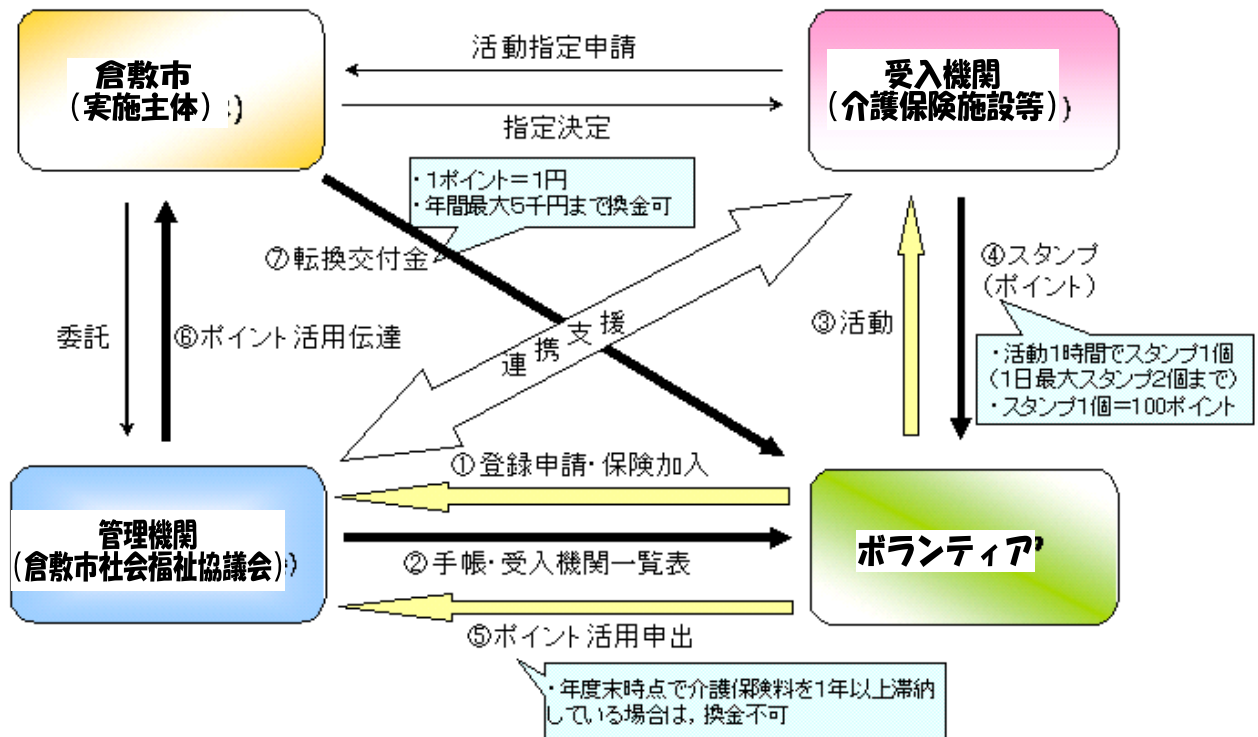 倉敷市
(実施主体)
活動指定申請
指定決定
受入機関
(介護保険施設等)
・1ポイント=1円
・年間最大5千円まで換金可
⑦転換交付金
委託
⑥ポイント活用伝達
連携支援
③活動
④スタンプ
(ポイント)
・活動1時間でスタンプ1個
(1日最大スタンプ2個まで)
・スタンプ1個=100ポイント
①登録申請・保険加入
管理機関
(倉敷市社会福祉協議会)
②手帳・受入機関一覧表
ボランティア
⑤ポイント活用申出
・年度末時点で介護保険料を1年以上滞納
している場合は,換金不可